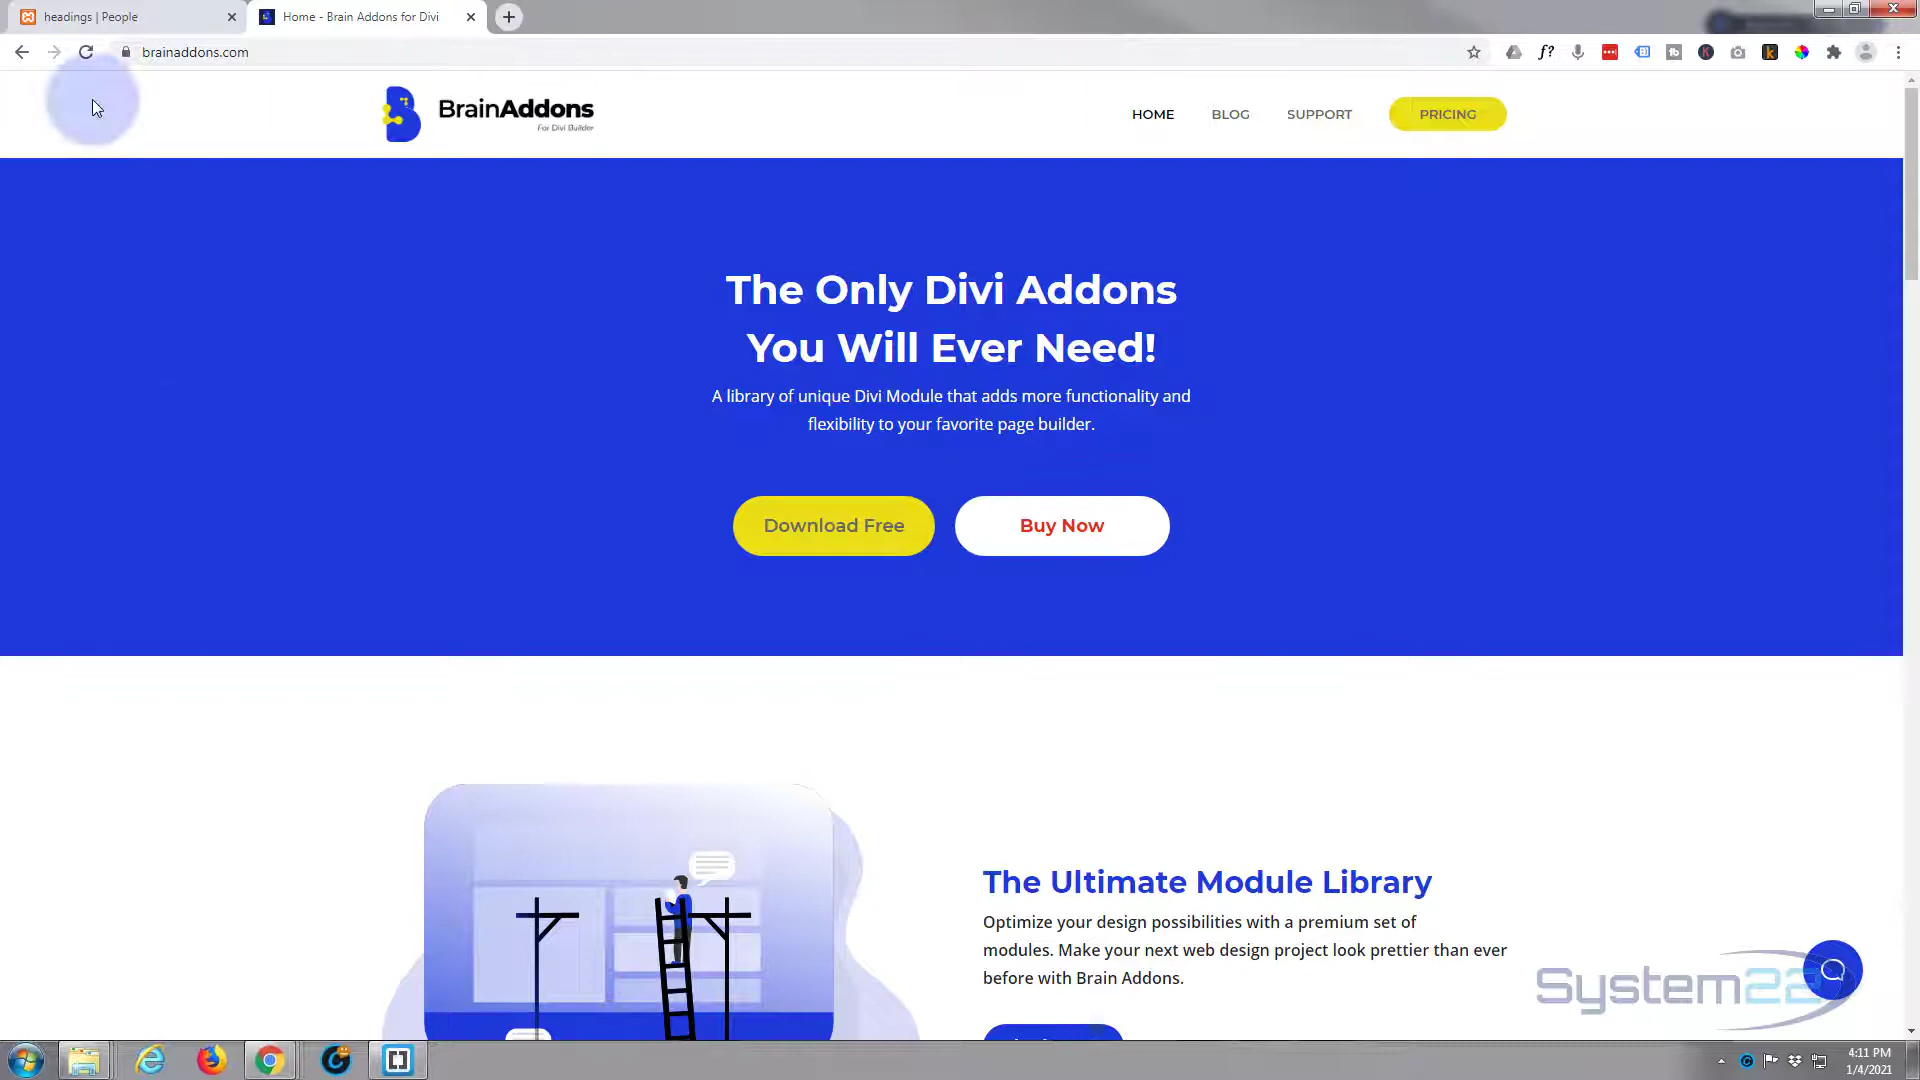 headings | People
Home - Brain Addons for Divi
brainaddons.com
f?
BrainAddons
For Divi Builder
HOME
BLOG
SUPPORT
PRICING
The Only Divi Addons
You Will Ever Need!
A library of unique Divi Module that adds more functionality and
flexibility to your favorite page builder.
Download Free
Buy Now
The Ultimate Module Library
Optimize your design possibilities with a premium set of
modules. Make your next web design project look prettier than ever
before with Brain Addons.
System22
4:11 PM
1/4/2021